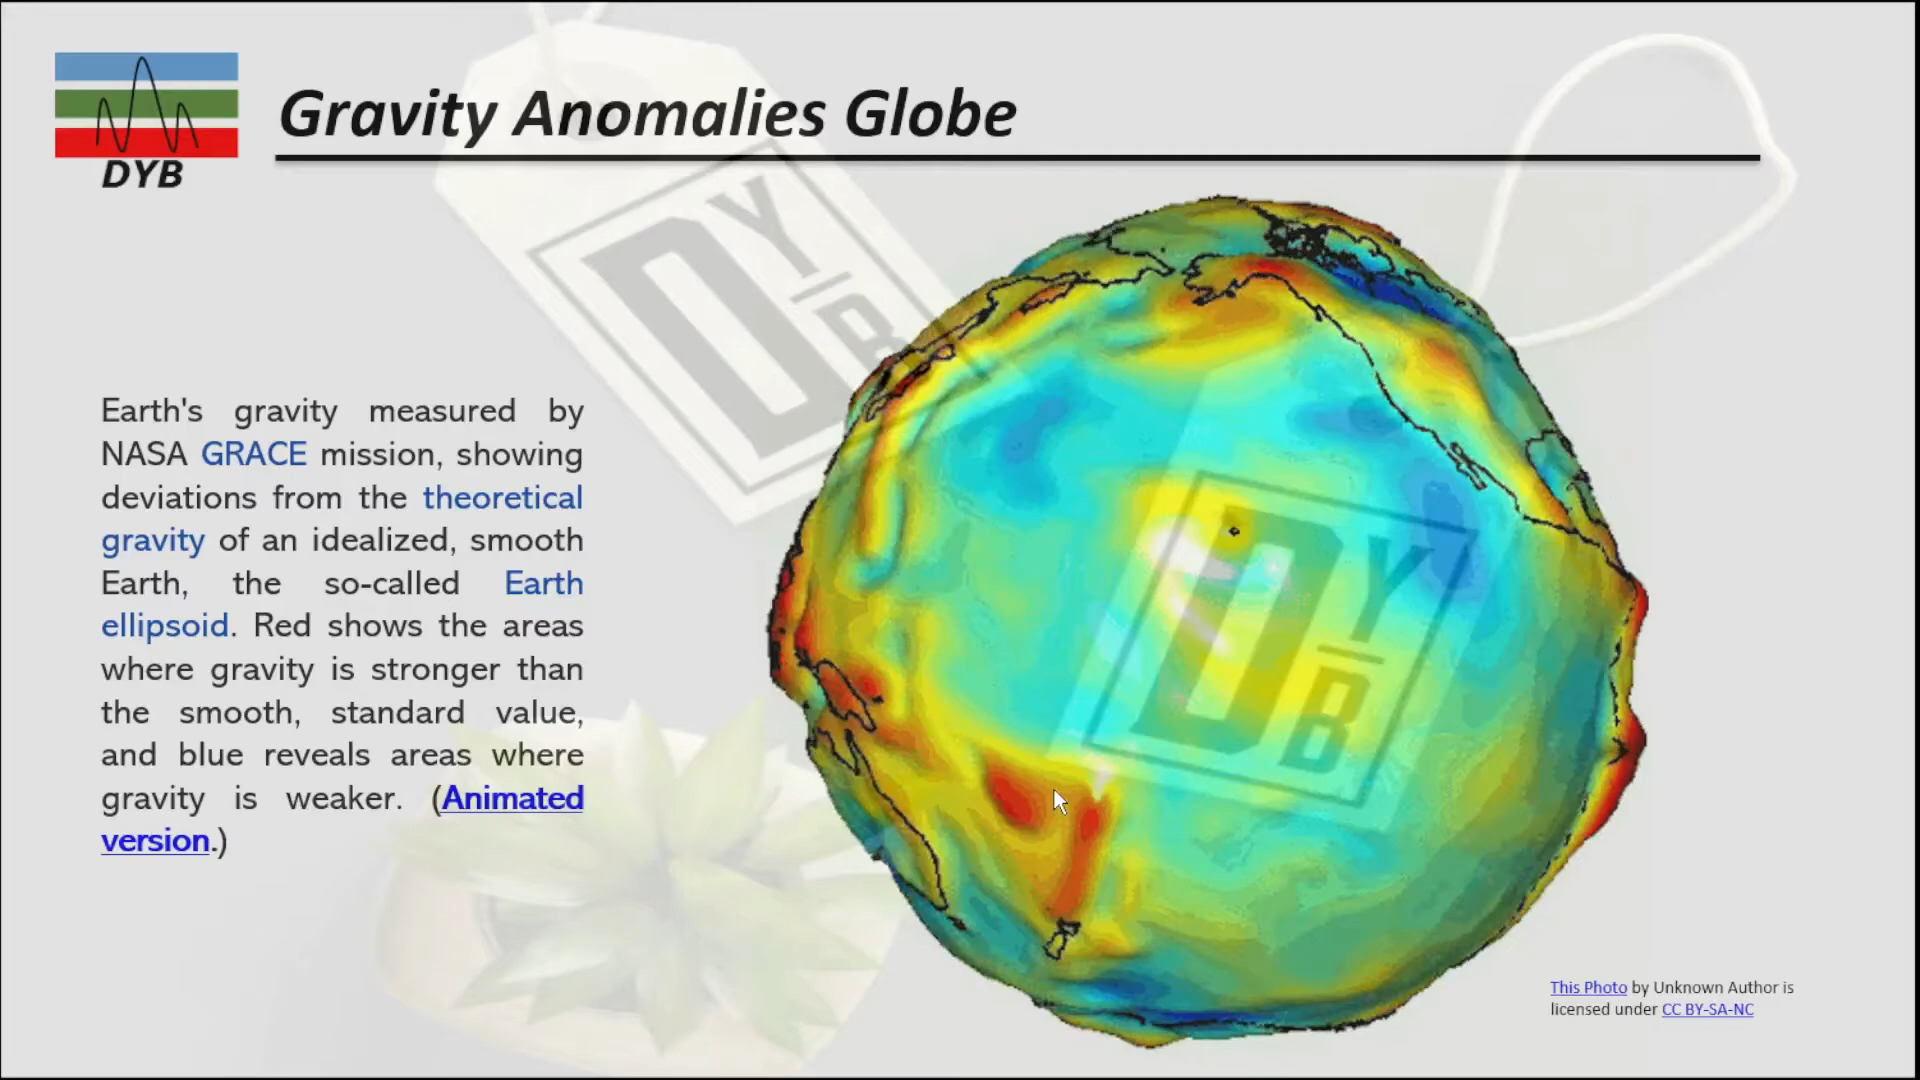 Gravity Anomalies Globe
DYB
DY
B
Earth's gravity measured by
NASA GRACE mission, showing
deviations from the theoretical
gravity of an idealized, smooth
Earth, the so-called Earth
ellipsoid. Red shows the areas
where gravity is stronger than
the smooth, standard value,
and blue reveals areas where
gravity is weaker. (Animated
version.)
DY
B
This Photo by Unknown Author is
licensed under CC BY-SA-NC